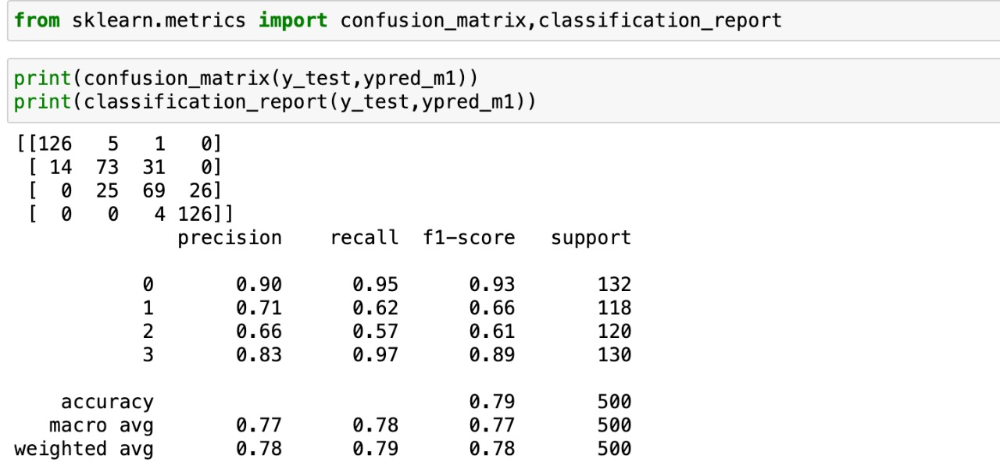 from sklearn.metrics import confusion_matrix,classification_report
print(confusion_matrix(y_test,ypred_m1))
print(classification_report(y_test,ypred_m1))
[[126   5   1   0]
 [ 14  73  31   0]
 [  0  25  69  26]
 [  0   0   4 126]]
              precision    recall  f1-score   support
           0       0.90      0.95      0.93       132
           1       0.71      0.62      0.66       118
           2       0.66      0.57      0.61       120
           3       0.83      0.97      0.89       130
    accuracy                           0.79       500
   macro avg       0.77      0.78      0.77       500
weighted avg       0.78      0.79      0.78       500